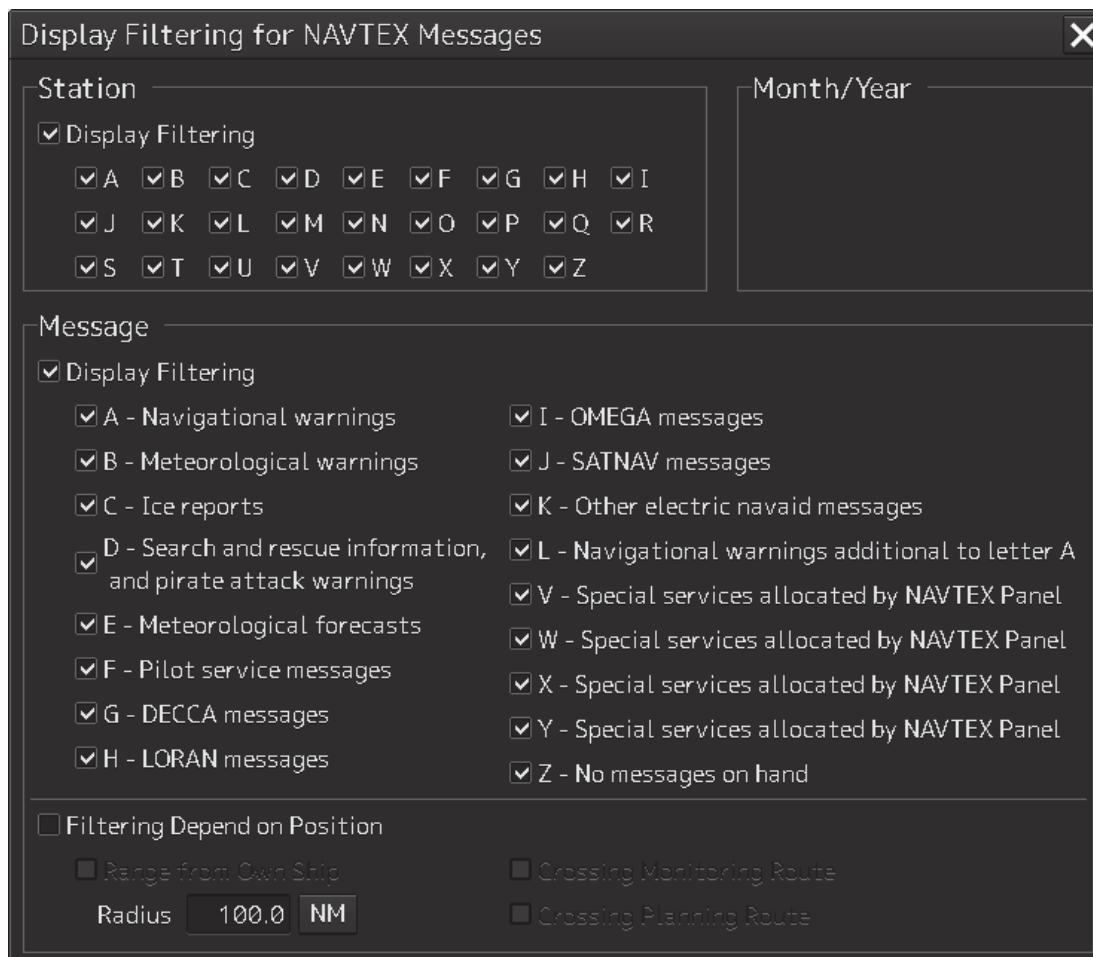 Display Filtering for NAVTEX Messages
Station
Month/Year
Display Filtering
A B C D E F G H I
J K L M N O P Q R
S T U V W X Y Z
Message
Display Filtering
A - Navigational warnings
B - Meteorological warnings
C - Ice reports
D - Search and rescue information,
and pirate attack warnings
E - Meteorological forecasts
F - Pilot service messages
G - DECCA messages
H - LORAN messages
I - OMEGA messages
J - SATNAV messages
K - Other electric navaid messages
L - Navigational warnings additional to letter A
V - Special services allocated by NAVTEX Panel
W - Special services allocated by NAVTEX Panel
X - Special services allocated by NAVTEX Panel
Y - Special services allocated by NAVTEX Panel
Z - No messages on hand
Filtering Depend on Position
Range from Own Ship
Radius 100.0 NM
Crossing Monitoring Route
Crossing Planning Route